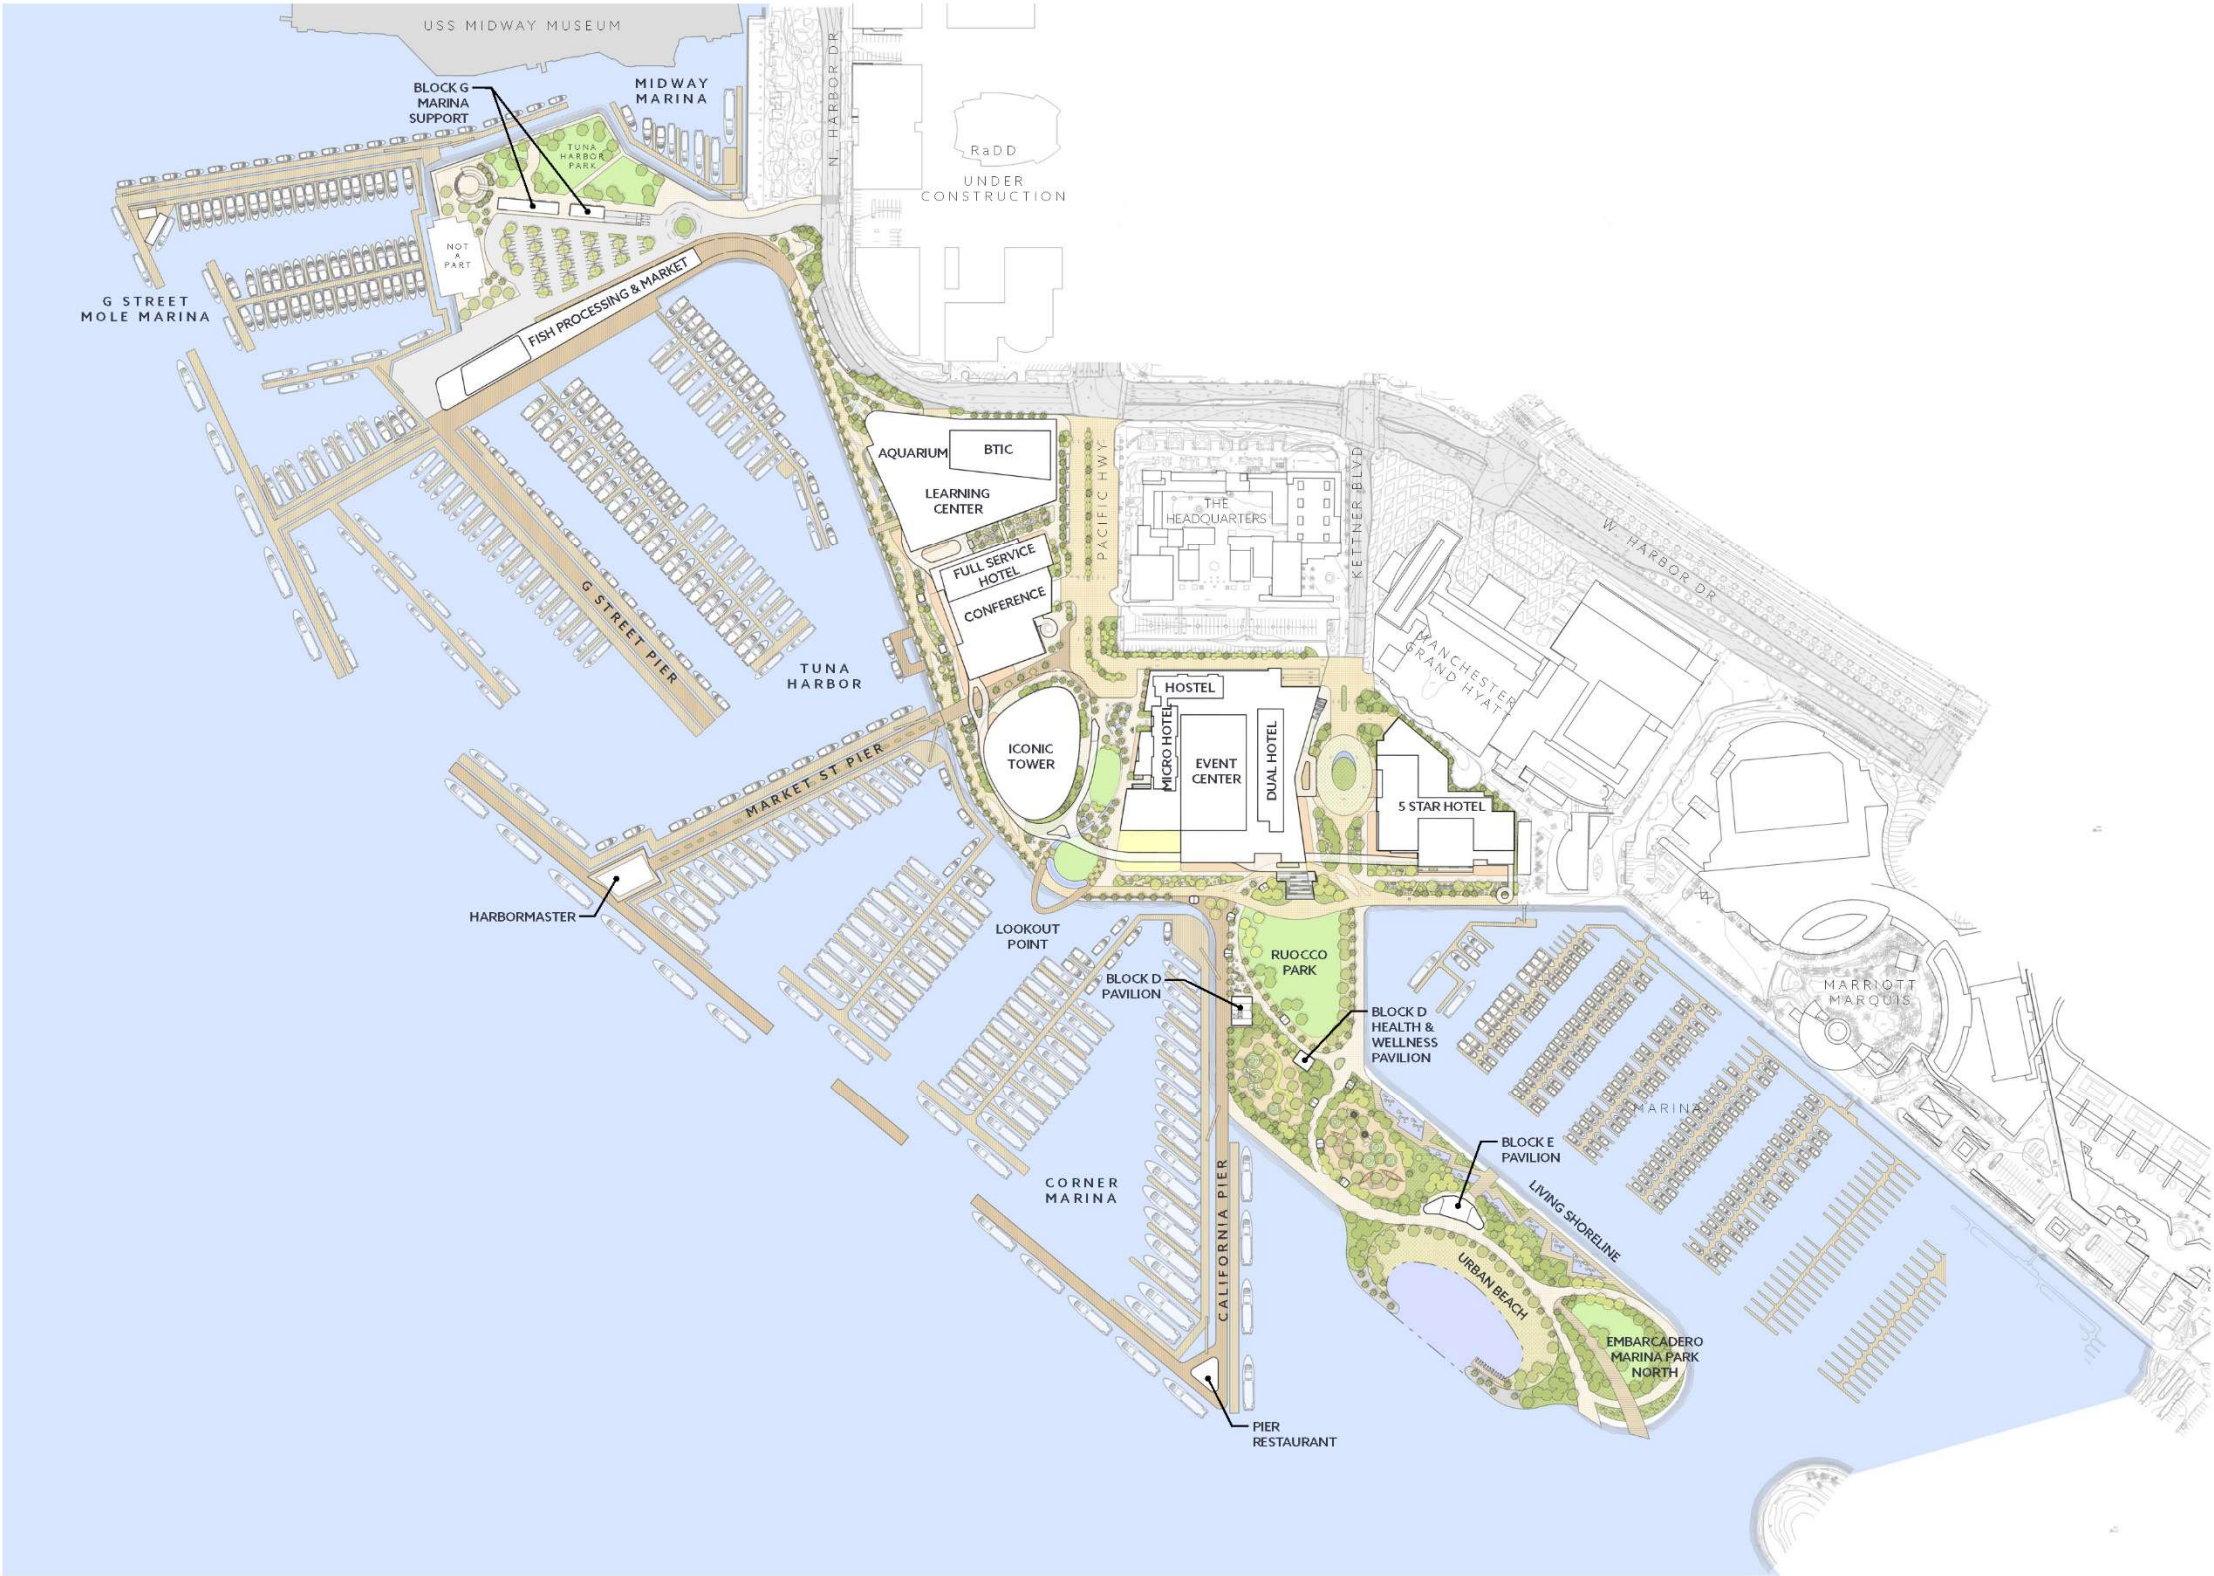 USS MIDWAY MUSEUM
N. HARBOR DR
BLOCK G
MARINA
SUPPORT
MIDWAY
MARINA
TUNA
HARBOR
PARK
RaDD
UNDER
CONSTRUCTION
NOT
A
PART
G STREET
MOLE MARINA
FISH PROCESSING & MARKET
AQUARIUM
BTIC
LEARNING
CENTER
PACIFIC HWY
THE
HEADQUARTERS
KETTNER BLVD
W. HARBOR DR
FULL SERVICE
HOTEL
CONFERENCE
G STREET PIER
TUNA
HARBOR
MANCHESTER
GRAND HYATT
HOSTEL
MICRO HOTEL
EVENT
CENTER
DUAL HOTEL
ICONIC
TOWER
5 STAR HOTEL
MARKET ST PIER
HARBORMASTER
LOOKOUT
POINT
RUOCCO
PARK
BLOCK D
PAVILION
BLOCK D
HEALTH &
WELLNESS
PAVILION
MARRIOTT
MARQUIS
MARINA
BLOCK E
PAVILION
CORNER
MARINA
CALIFORNIA PIER
LIVING SHORELINE
URBAN BEACH
EMBARCADERO
MARINA PARK
NORTH
PIER
RESTAURANT